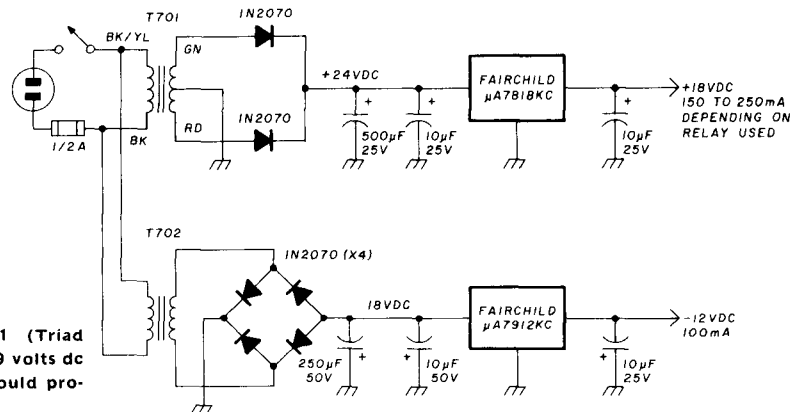 T701
1N2070
BK/YL
GN
+24VDC
FAIRCHILD
μA7818KC
+18VDC
150 TO 250mA
DEPENDING ON
RELAY USED
1N2070
RD
BK
1/2A
+
500μF
25V
+
10μF
25V
+
10μF
25V
T702
1N2070 (X4)
18VDC
FAIRCHILD
μA7912KC
-12VDC
100mA
250μF
50V
+
10μF
50V
+
10μF
25V
+
1 (Triad
9 volts dc
ould pro-